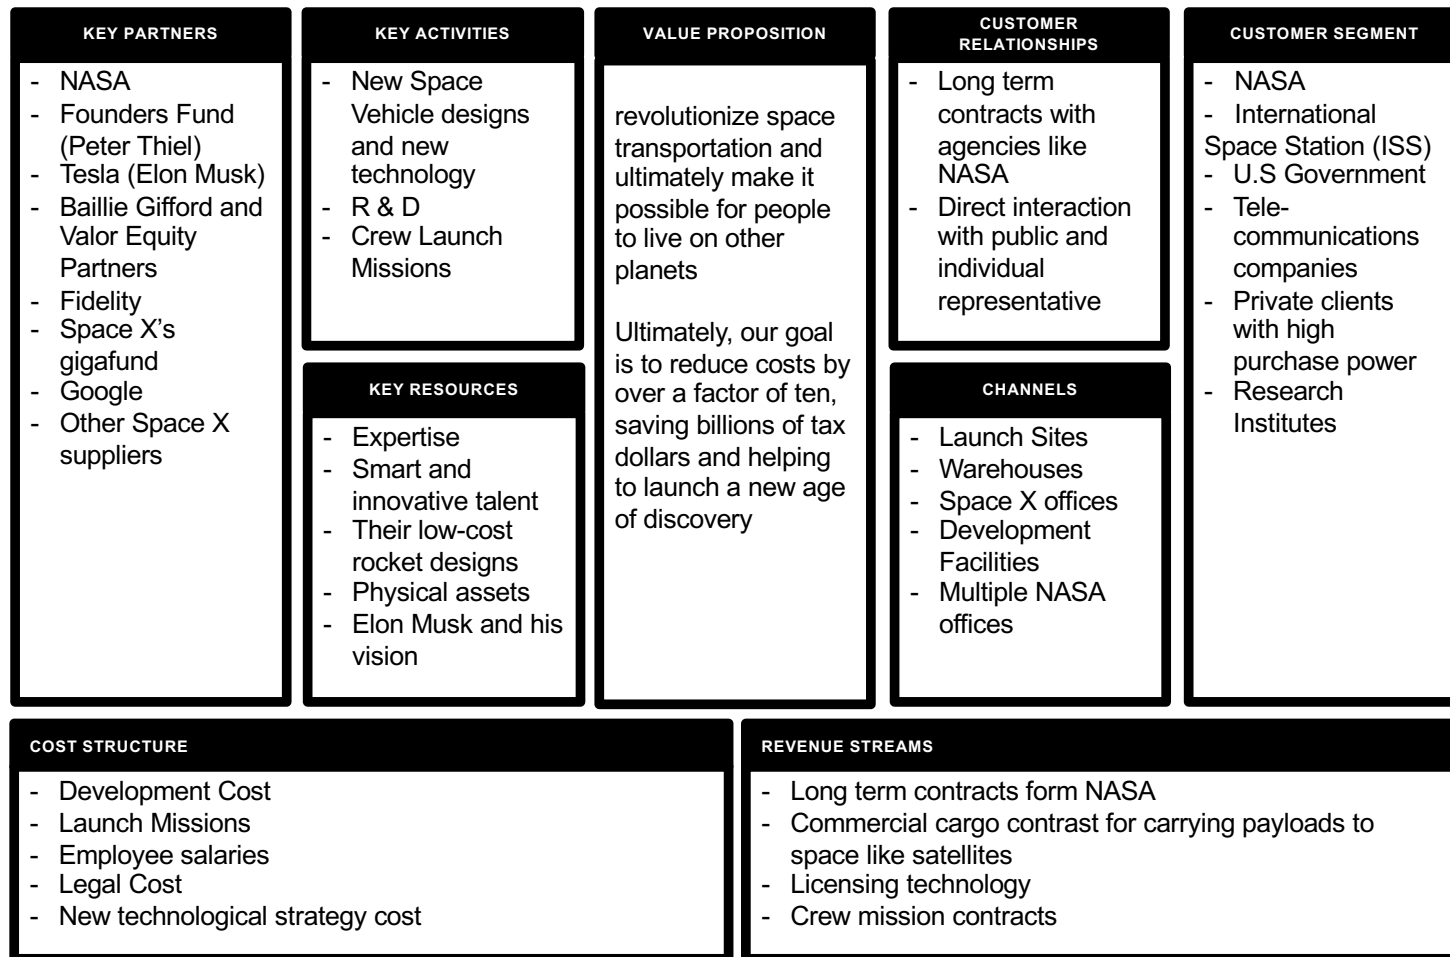 KEY PARTNERS
- NASA
- Founders Fund
(Peter Thiel)
- Tesla (Elon Musk)
- Baillie Gifford and
Valor Equity
Partners
- Fidelity
- Space X’s
gigafund
- Google
- Other Space X
suppliers
KEY ACTIVITIES
- New Space
Vehicle designs
and new
technology
- R & D
- Crew Launch
Missions
KEY RESOURCES
- Expertise
- Smart and
innovative talent
- Their low-cost
rocket designs
- Physical assets
- Elon Musk and his
vision
VALUE PROPOSITION
revolutionize space
transportation and
ultimately make it
possible for people
to live on other
planets
Ultimately, our goal
is to reduce costs by
over a factor of ten,
saving billions of tax
dollars and helping
to launch a new age
of discovery
CUSTOMER
RELATIONSHIPS
- Long term
contracts with
agencies like
NASA
- Direct interaction
with public and
individual
representative
CHANNELS
- Launch Sites
- Warehouses
- Space X offices
- Development
Facilities
- Multiple NASA
offices
CUSTOMER SEGMENT
- NASA
- International
Space Station (ISS)
- U.S Government
- Tele-
communications
companies
- Private clients
with high
purchase power
- Research
Institutes
COST STRUCTURE
- Development Cost
- Launch Missions
- Employee salaries
- Legal Cost
- New technological strategy cost
REVENUE STREAMS
- Long term contracts form NASA
- Commercial cargo contrast for carrying payloads to
space like satellites
- Licensing technology
- Crew mission contracts